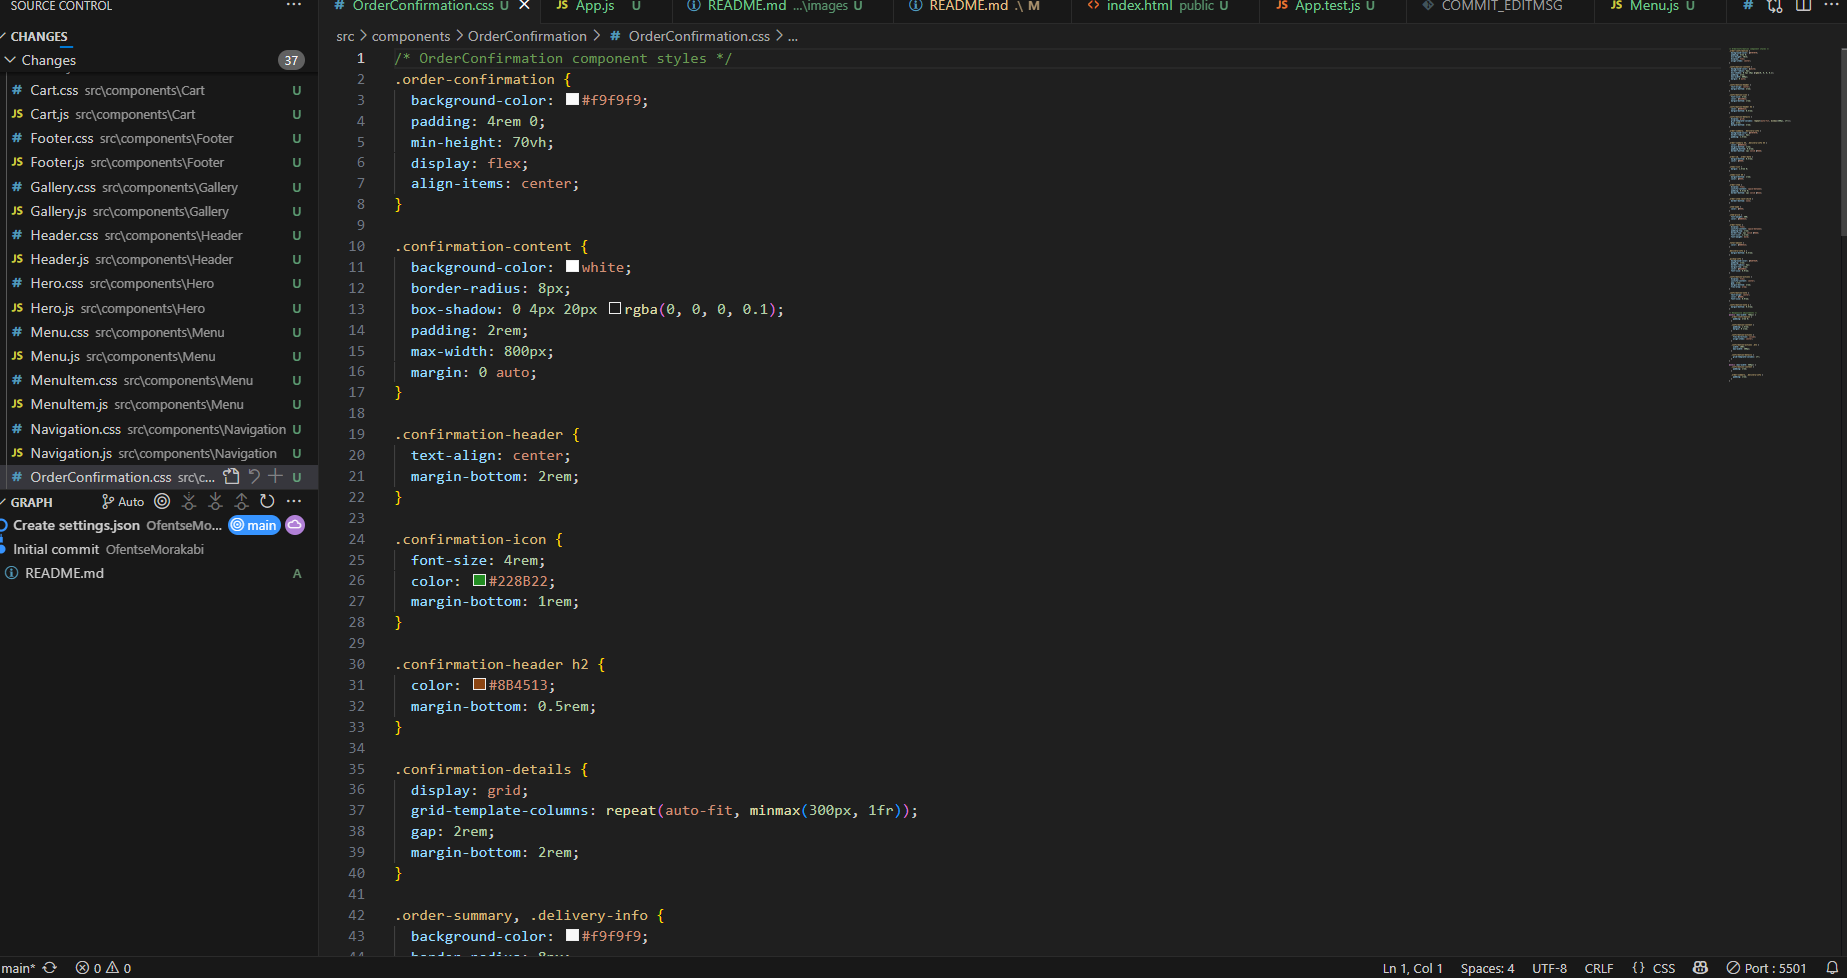 SOURCE CONTROL
CHANGES
Changes 37
# Cart.css src\components\Cart U
JS Cart.js src\components\Cart U
# Footer.css src\components\Footer U
JS Footer.js src\components\Footer U
# Gallery.css src\components\Gallery U
JS Gallery.js src\components\Gallery U
# Header.css src\components\Header U
JS Header.js src\components\Header U
# Hero.css src\components\Hero U
JS Hero.js src\components\Hero U
# Menu.css src\components\Menu U
JS Menu.js src\components\Menu U
# MenuItem.css src\components\Menu U
JS MenuItem.js src\components\Menu U
# Navigation.css src\components\Navigation U
JS Navigation.js src\components\Navigation U
# OrderConfirmation.css src\c... U
GRAPH Auto
Create settings.json OfentseMo... main
Initial commit OfentseMorakabi
README.md A
# OrderConfirmation.css U JS App.js U README.md ...\images U README.md .\ M <> index.html public U JS App.test.js U COMMIT_EDITMSG JS Menu.js U #
src > components > OrderConfirmation > # OrderConfirmation.css > ...
1 /* OrderConfirmation component styles */
2 .order-confirmation {
3 background-color: #f9f9f9;
4 padding: 4rem 0;
5 min-height: 70vh;
6 display: flex;
7 align-items: center;
8 }
9
10 .confirmation-content {
11 background-color: white;
12 border-radius: 8px;
13 box-shadow: 0 4px 20px rgba(0, 0, 0, 0.1);
14 padding: 2rem;
15 max-width: 800px;
16 margin: 0 auto;
17 }
18
19 .confirmation-header {
20 text-align: center;
21 margin-bottom: 2rem;
22 }
23
24 .confirmation-icon {
25 font-size: 4rem;
26 color: #228B22;
27 margin-bottom: 1rem;
28 }
29
30 .confirmation-header h2 {
31 color: #8B4513;
32 margin-bottom: 0.5rem;
33 }
34
35 .confirmation-details {
36 display: grid;
37 grid-template-columns: repeat(auto-fit, minmax(300px, 1fr));
38 gap: 2rem;
39 margin-bottom: 2rem;
40 }
41
42 .order-summary, .delivery-info {
43 background-color: #f9f9f9;
main* 0 0 Ln 1, Col 1 Spaces: 4 UTF-8 CRLF {} CSS Port : 5501